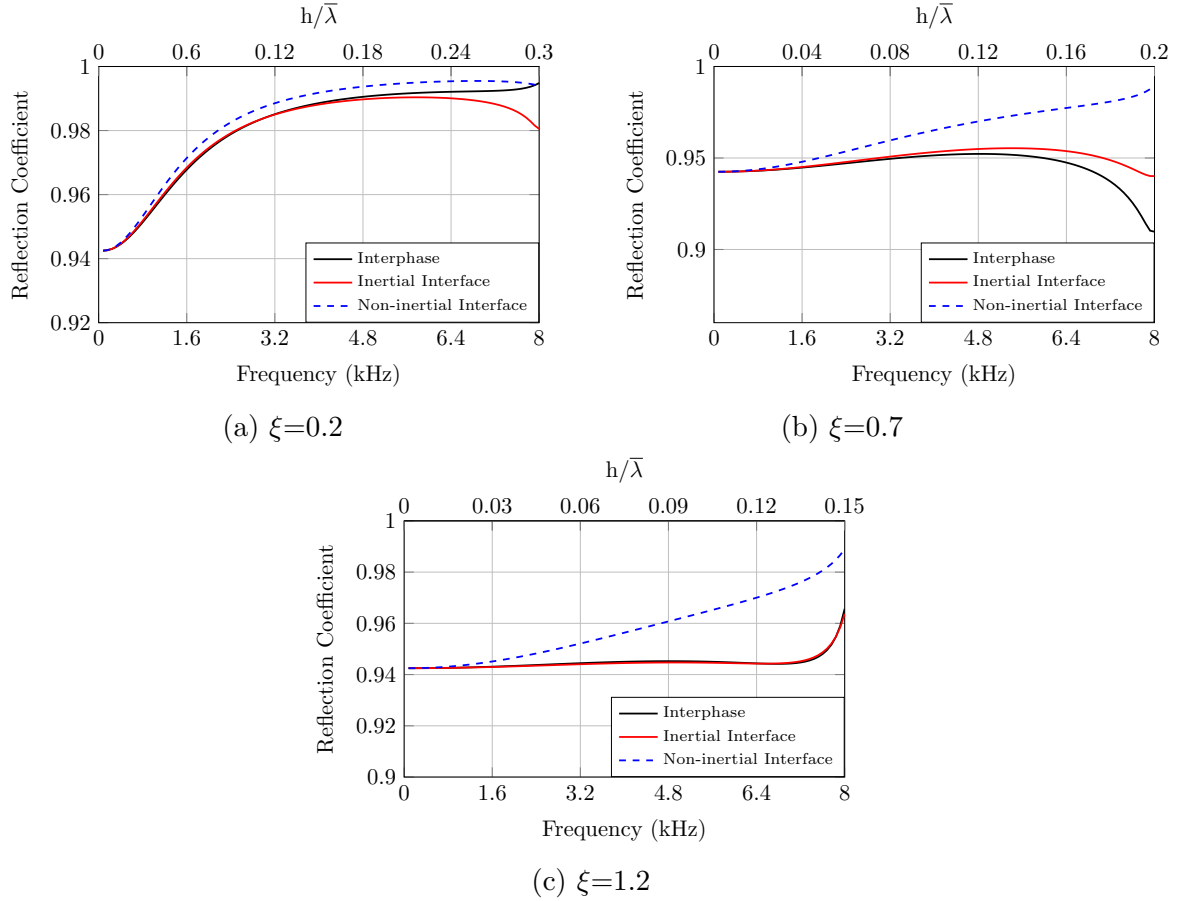 h/λ̅
0 0.6 0.12 0.18 0.24 0.3
1
0.98
0.96
0.94
0.92
Reflection Coefficient
Interphase
Inertial Interface
Non-inertial Interface
0 1.6 3.2 4.8 6.4 8
Frequency (kHz)
(a) ξ=0.2
h/λ̅
0 0.04 0.08 0.12 0.16 0.2
1
0.95
0.9
Reflection Coefficient
Interphase
Inertial Interface
Non-inertial Interface
0 1.6 3.2 4.8 6.4 8
Frequency (kHz)
(b) ξ=0.7
h/λ̅
0 0.03 0.06 0.09 0.12 0.15
1
0.98
0.96
0.94
0.92
0.9
Reflection Coefficient
Interphase
Inertial Interface
Non-inertial Interface
0 1.6 3.2 4.8 6.4 8
Frequency (kHz)
(c) ξ=1.2